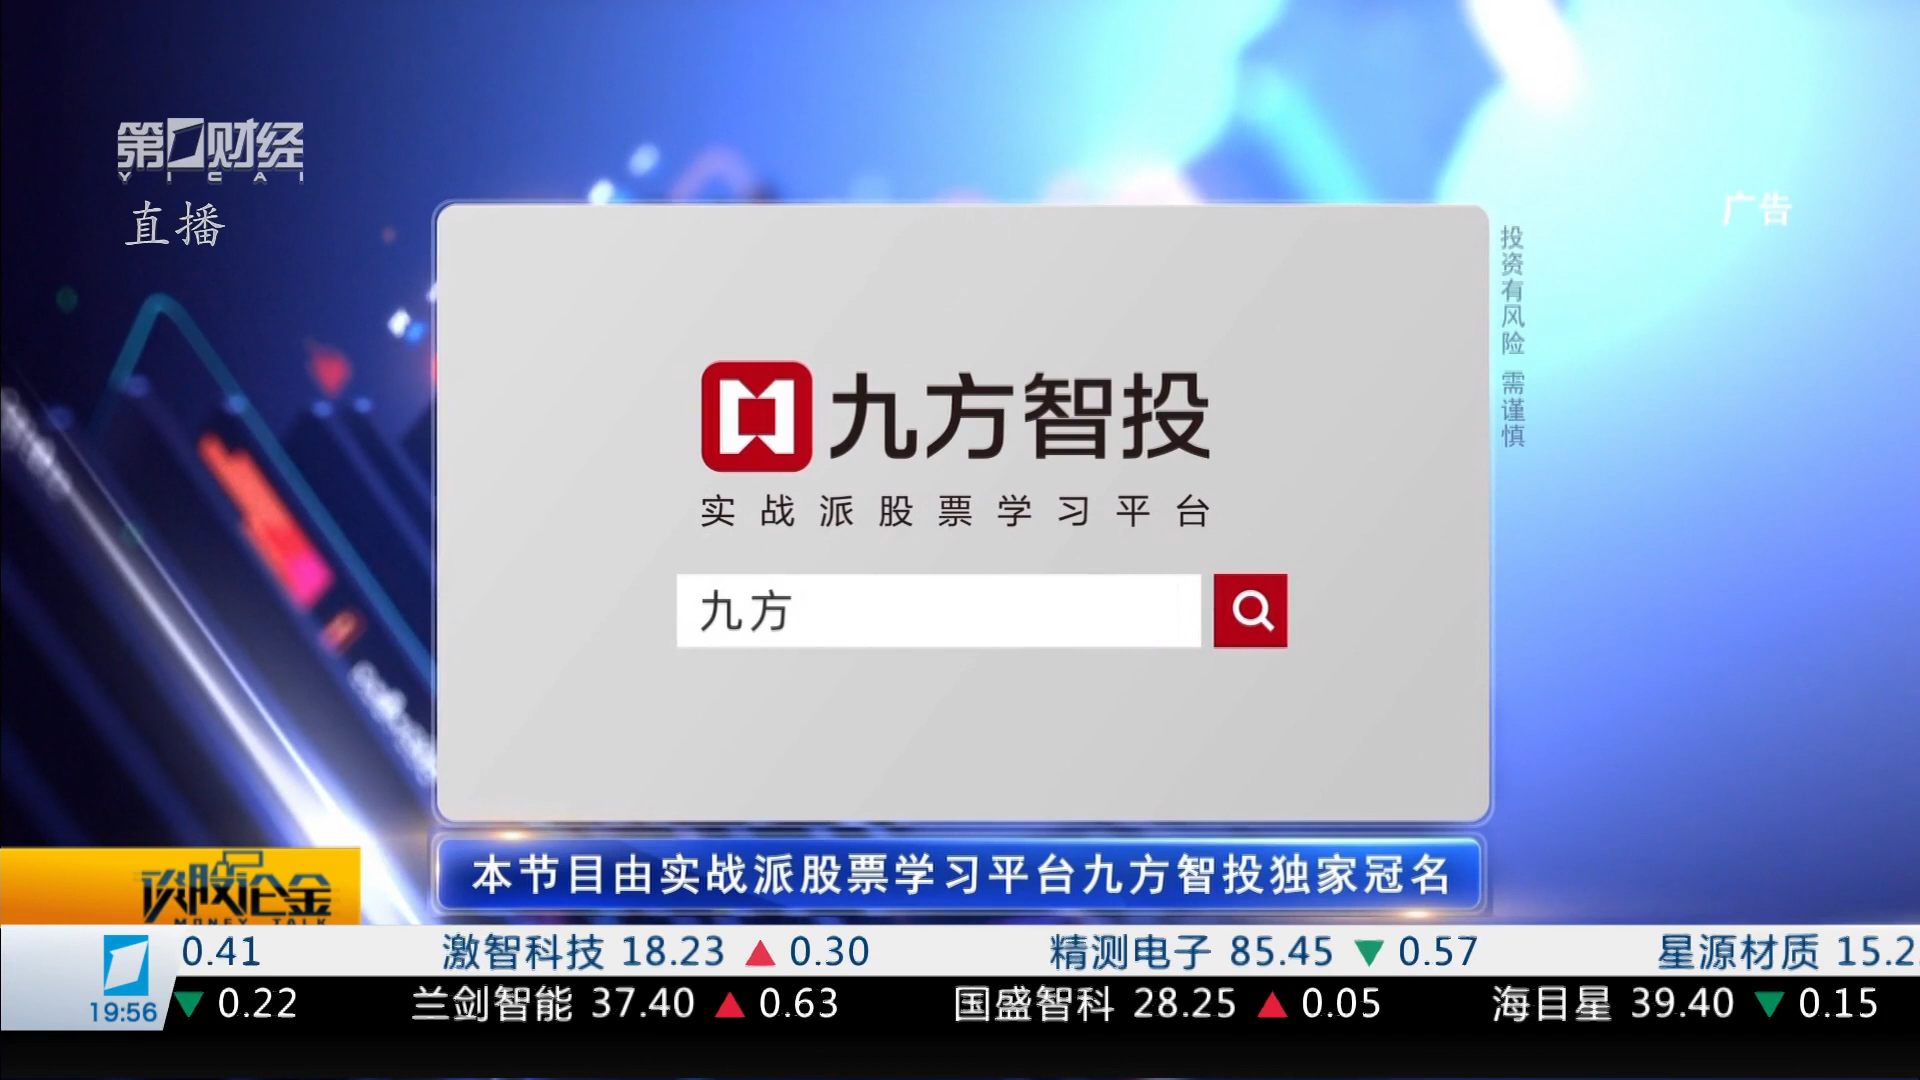 第一财经
YICAI
直播
广告
投资有风险 需谨慎
九方智投
实战派股票学习平台
九方
本节目由实战派股票学习平台九方智投独家冠名
谈股论金
MONEY TALK
0.41 激智科技 18.23 ▲ 0.30 精测电子 85.45 ▼ 0.57 星源材质 15.2
19:56
▼ 0.22 兰剑智能 37.40 ▲ 0.63 国盛智科 28.25 ▲ 0.05 海目星 39.40 ▼ 0.15